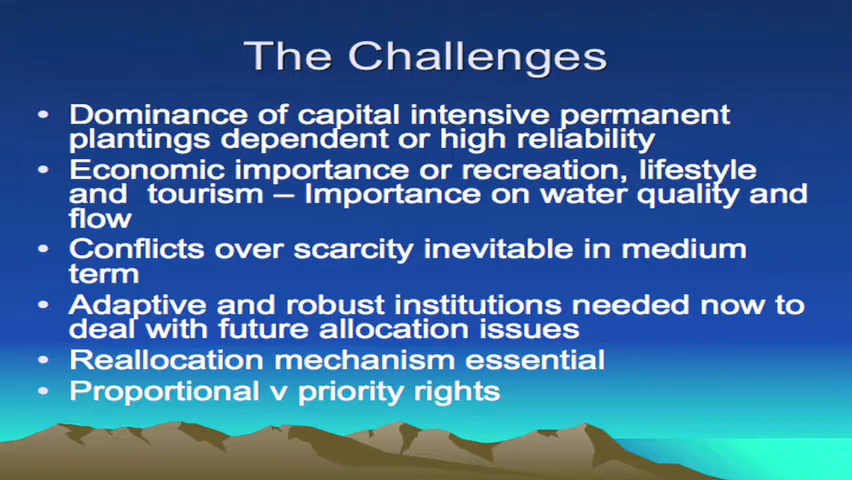 The Challenges
• Dominance of capital intensive permanent
plantings dependent or high reliability
• Economic importance or recreation, lifestyle
and tourism – Importance on water quality and
flow
• Conflicts over scarcity inevitable in medium
term
• Adaptive and robust institutions needed now to
deal with future allocation issues
• Reallocation mechanism essential
• Proportional v priority rights